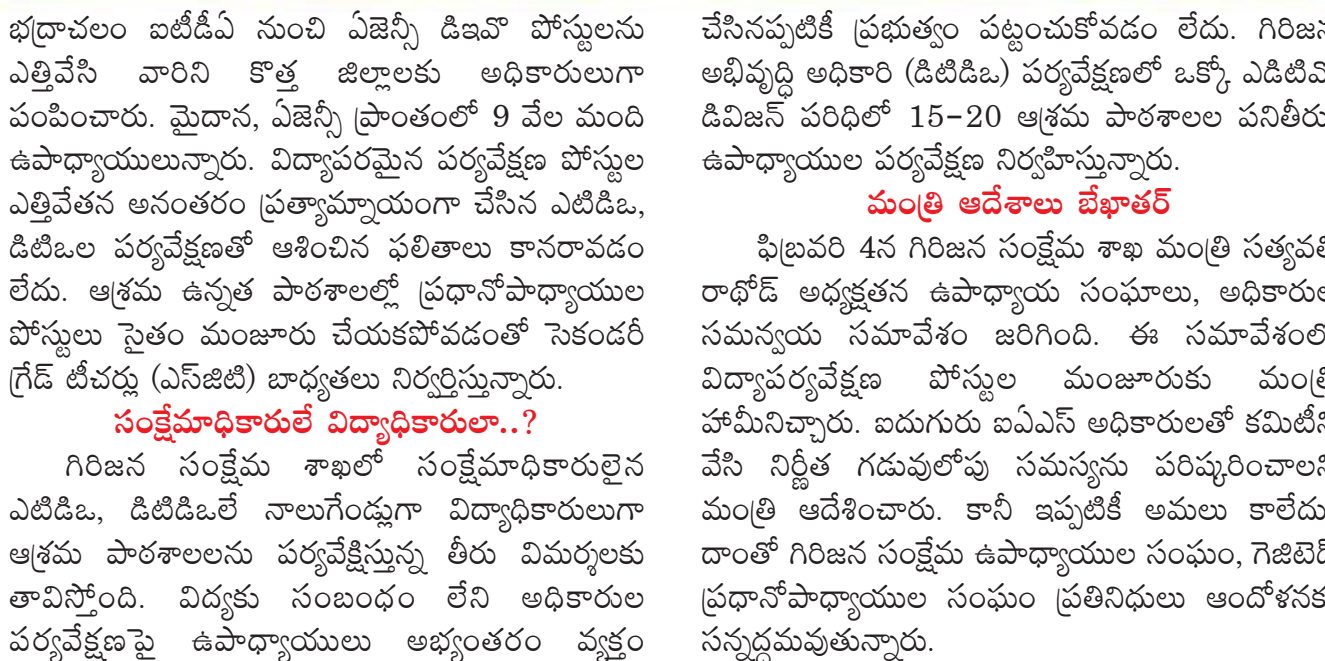 భద్రాచలం ఐటీడీఏ నుంచి ఏజెన్సీ డిఇవొ పోస్టులను
ఎత్తివేసి వారిని కొత్త జిల్లాలకు అధికారులుగా
పంపించారు. మైదాన, ఏజెన్సీ ప్రాంతంలో 9 వేల మంది
ఉపాధ్యాయులున్నారు. విద్యాపరమైన పర్యవేక్షణ పోస్టుల
ఎత్తివేతన అనంతరం ప్రత్యామ్నాయంగా చేసిన ఎటిడిఒ,
డిటిఒల పర్యవేక్షణతో ఆశించిన ఫలితాలు కానరావడం
లేదు. ఆశ్రమ ఉన్నత పాఠశాలల్లో ప్రధానోపాధ్యాయుల
పోస్టులు సైతం మంజూరు చేయకపోవడంతో సెకండరీ
గ్రేడ్ టీచర్లు (ఎస్‌జిటి) బాధ్యతలు నిర్వర్తిస్తున్నారు.
సంక్షేమాధికారులే విద్యాధికారులా..?
గిరిజన సంక్షేమ శాఖలో సంక్షేమాధికారులైన
ఎటిడిఒ, డిటిడిఒలే నాలుగేండ్లుగా విద్యాధికారులుగా
ఆశ్రమ పాఠశాలలను పర్యవేక్షిస్తున్న తీరు విమర్శలకు
తావిస్తోంది. విద్యకు సంబంధం లేని అధికారుల
పర్యవేక్షణపై ఉపాధ్యాయులు అభ్యంతరం వ్యక్తం
చేసినప్పటికీ ప్రభుత్వం పట్టంచుకోవడం లేదు. గిరిజన
అభివృద్ధి అధికారి (డిటిడిఒ) పర్యవేక్షణలో ఒక్కో ఎడిటివొ
డివిజన్ పరిధిలో 15-20 ఆశ్రమ పాఠశాలల పనితీరు
ఉపాధ్యాయుల పర్యవేక్షణ నిర్వహిస్తున్నారు.
మంత్రి ఆదేశాలు బేఖాతర్
ఫిబ్రవరి 4న గిరిజన సంక్షేమ శాఖ మంత్రి సత్యవతి
రాథోడ్ అధ్యక్షతన ఉపాధ్యాయ సంఘాలు, అధికారుల
సమన్వయ సమావేశం జరిగింది. ఈ సమావేశంలో
విద్యాపర్యవేక్షణ పోస్టుల మంజూరుకు మంత్రి
హామీనిచ్చారు. ఐదుగురు ఐఏఎస్ అధికారులతో కమిటీని
వేసి నిర్ణీత గడువులోపు సమస్యను పరిష్కరించాలని
మంత్రి ఆదేశించారు. కానీ ఇప్పటికీ అమలు కాలేదు
దాంతో గిరిజన సంక్షేమ ఉపాధ్యాయుల సంఘం, గెజిటెడ్
ప్రధానోపాధ్యాయుల సంఘం ప్రతినిధులు ఆందోళనకు
సన్నద్ధమవుతున్నారు.